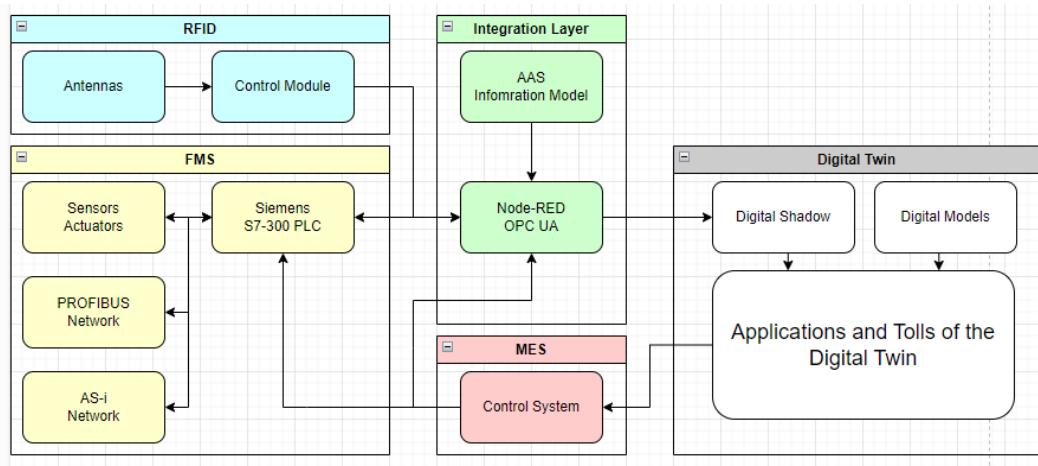 RFID
Antennas
Control Module
Integration Layer
AAS
Infomration Model
Node-RED
OPC UA
FMS
Sensors
Actuators
Siemens
S7-300 PLC
PROFIBUS
Network
AS-i
Network
MES
Control System
Digital Twin
Digital Shadow
Digital Models
Applications and Tolls of the
Digital Twin